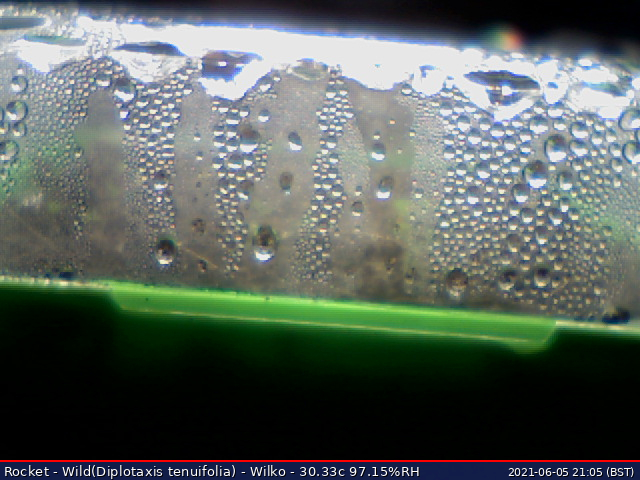 Rocket - Wild(Diplotaxis tenuifolia) - Wilko - 30.33c 97.15%RH 2021-06-05 21:05 (BST)